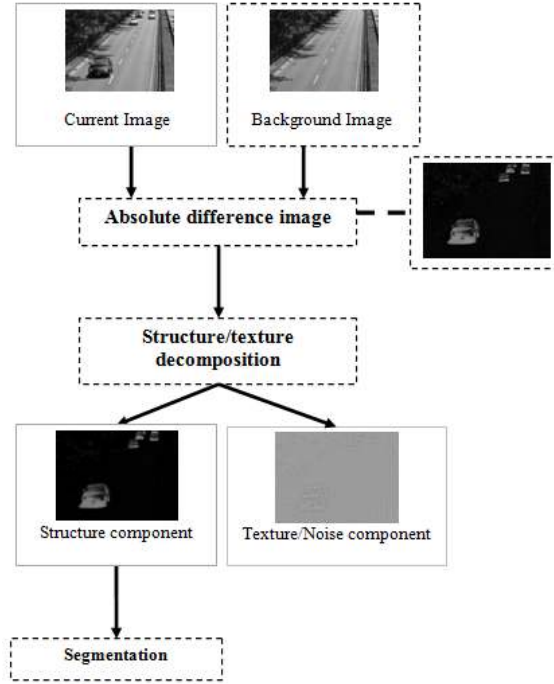 Current Image
Background Image
Absolute difference image
Structure/texture
decomposition
Structure component
Texture/Noise component
Segmentation